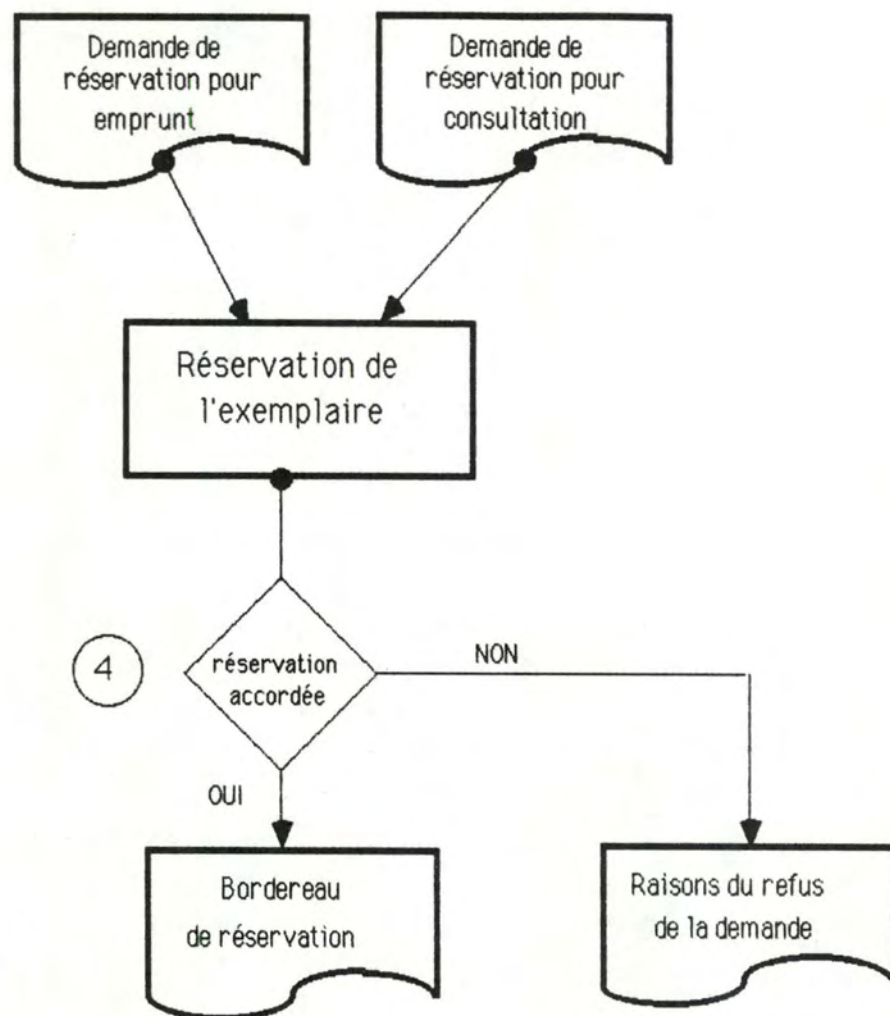 Demande de
réservation pour
emprunt
Demande de
réservation pour
consultation
Réservation de
l'exemplaire
4
réservation
accordée
NON
OUI
Bordereau
de réservation
Raisons du refus
de la demande